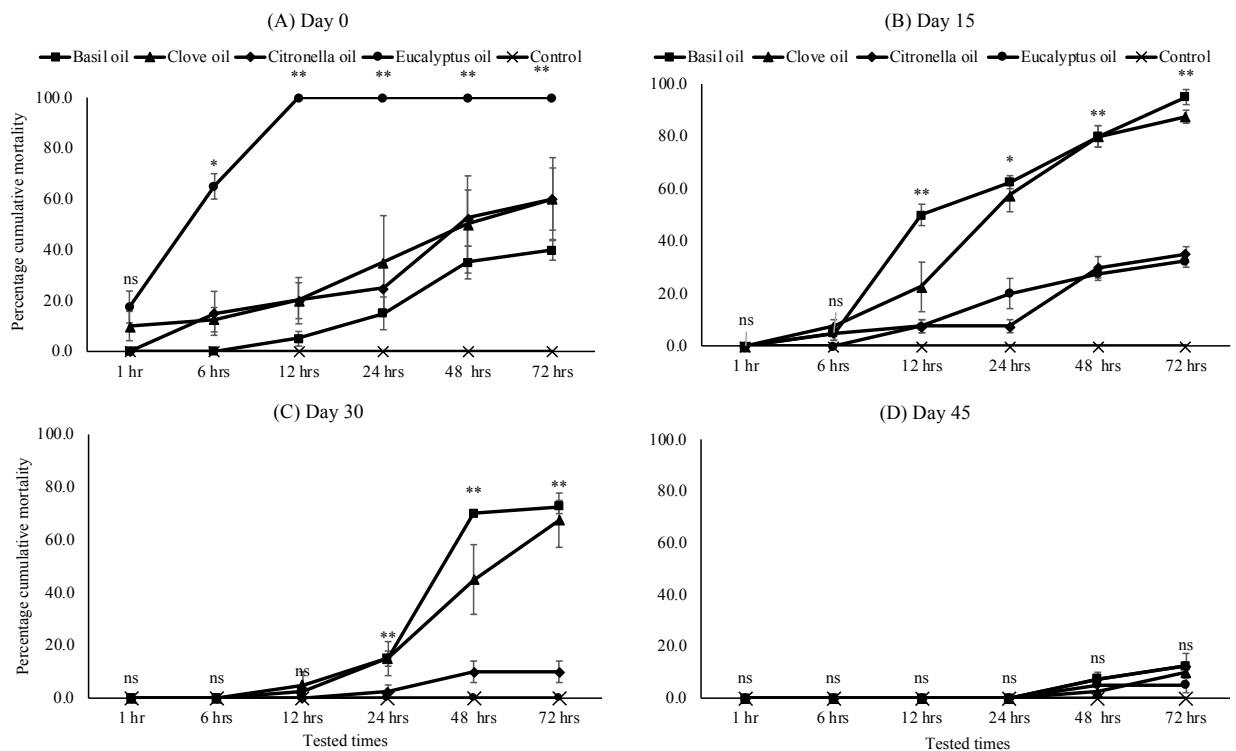 (A) Day 0
Basil oil Clove oil Citronella oil Eucalyptus oil Control
** ** ** **
100.0
80.0
*
60.0
40.0
ns
20.0
0.0
1 hr 6 hrs 12 hrs 24 hrs 48 hrs 72 hrs
Percentage cumulative mortality
(B) Day 15
Basil oil Clove oil Citronella oil Eucalyptus oil Control
**
100.0
**
80.0
*
60.0
**
40.0
20.0
ns ns
0.0
1 hr 6 hrs 12 hrs 24 hrs 48 hrs 72 hrs
(C) Day 30
100.0
80.0
** **
60.0
40.0
20.0
**
ns ns ns
0.0
1 hr 6 hrs 12 hrs 24 hrs 48 hrs 72 hrs
Percentage cumulative mortality
Tested times
(D) Day 45
100.0
80.0
60.0
40.0
20.0
ns ns ns ns ns ns
0.0
1 hr 6 hrs 12 hrs 24 hrs 48 hrs 72 hrs
Tested times